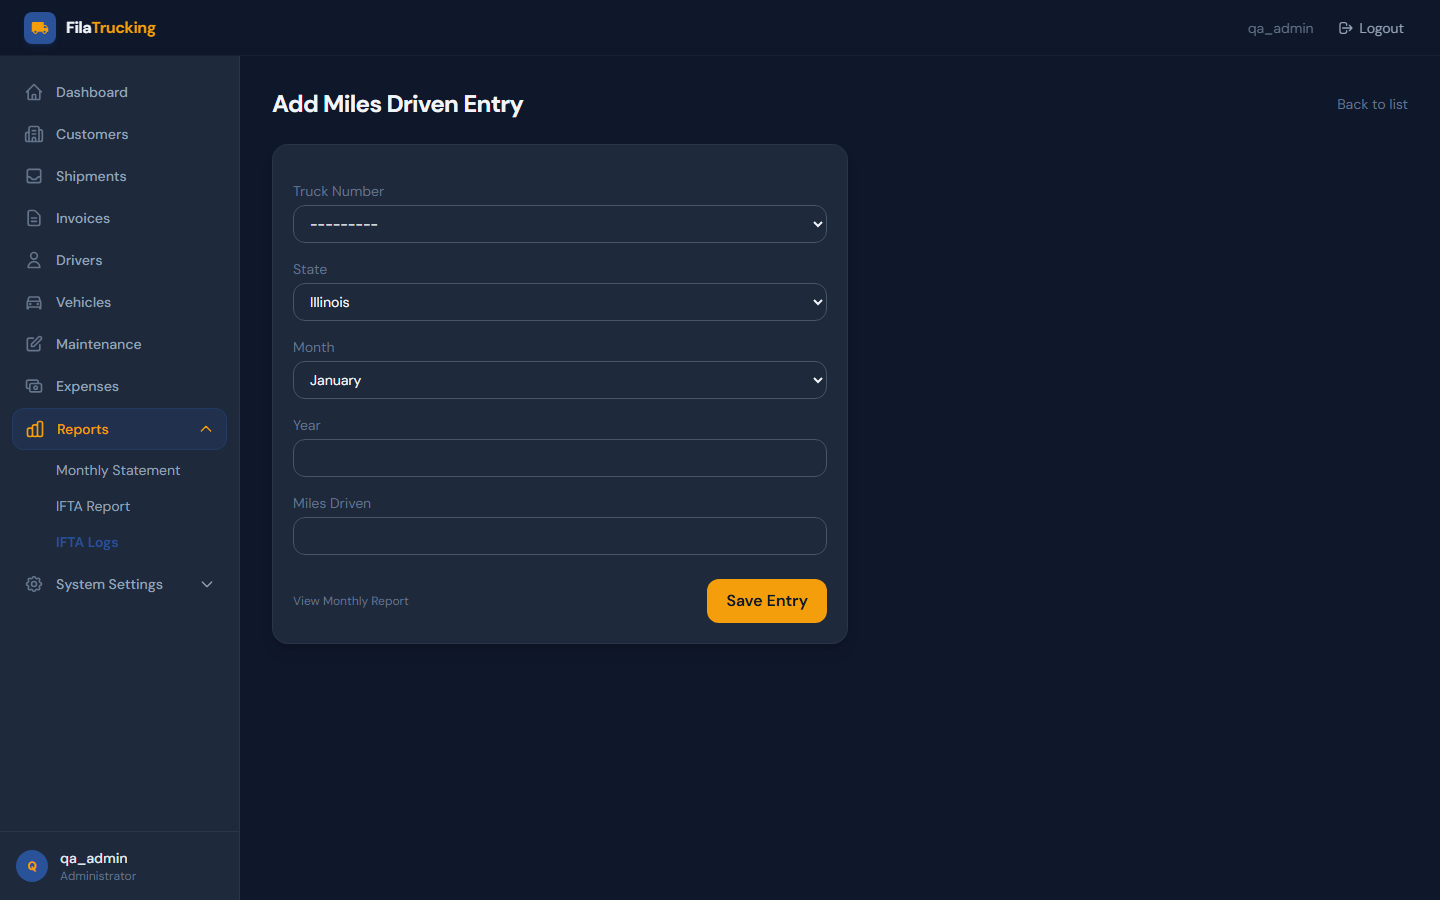 FilaTrucking
qa_admin
Logout
Dashboard
Customers
Shipments
Invoices
Drivers
Vehicles
Maintenance
Expenses
Reports
Monthly Statement
IFTA Report
IFTA Logs
System Settings
Q
qa_admin
Administrator
Add Miles Driven Entry
Back to list
Truck Number
---------
State
Illinois
Month
January
Year
Miles Driven
View Monthly Report
Save Entry